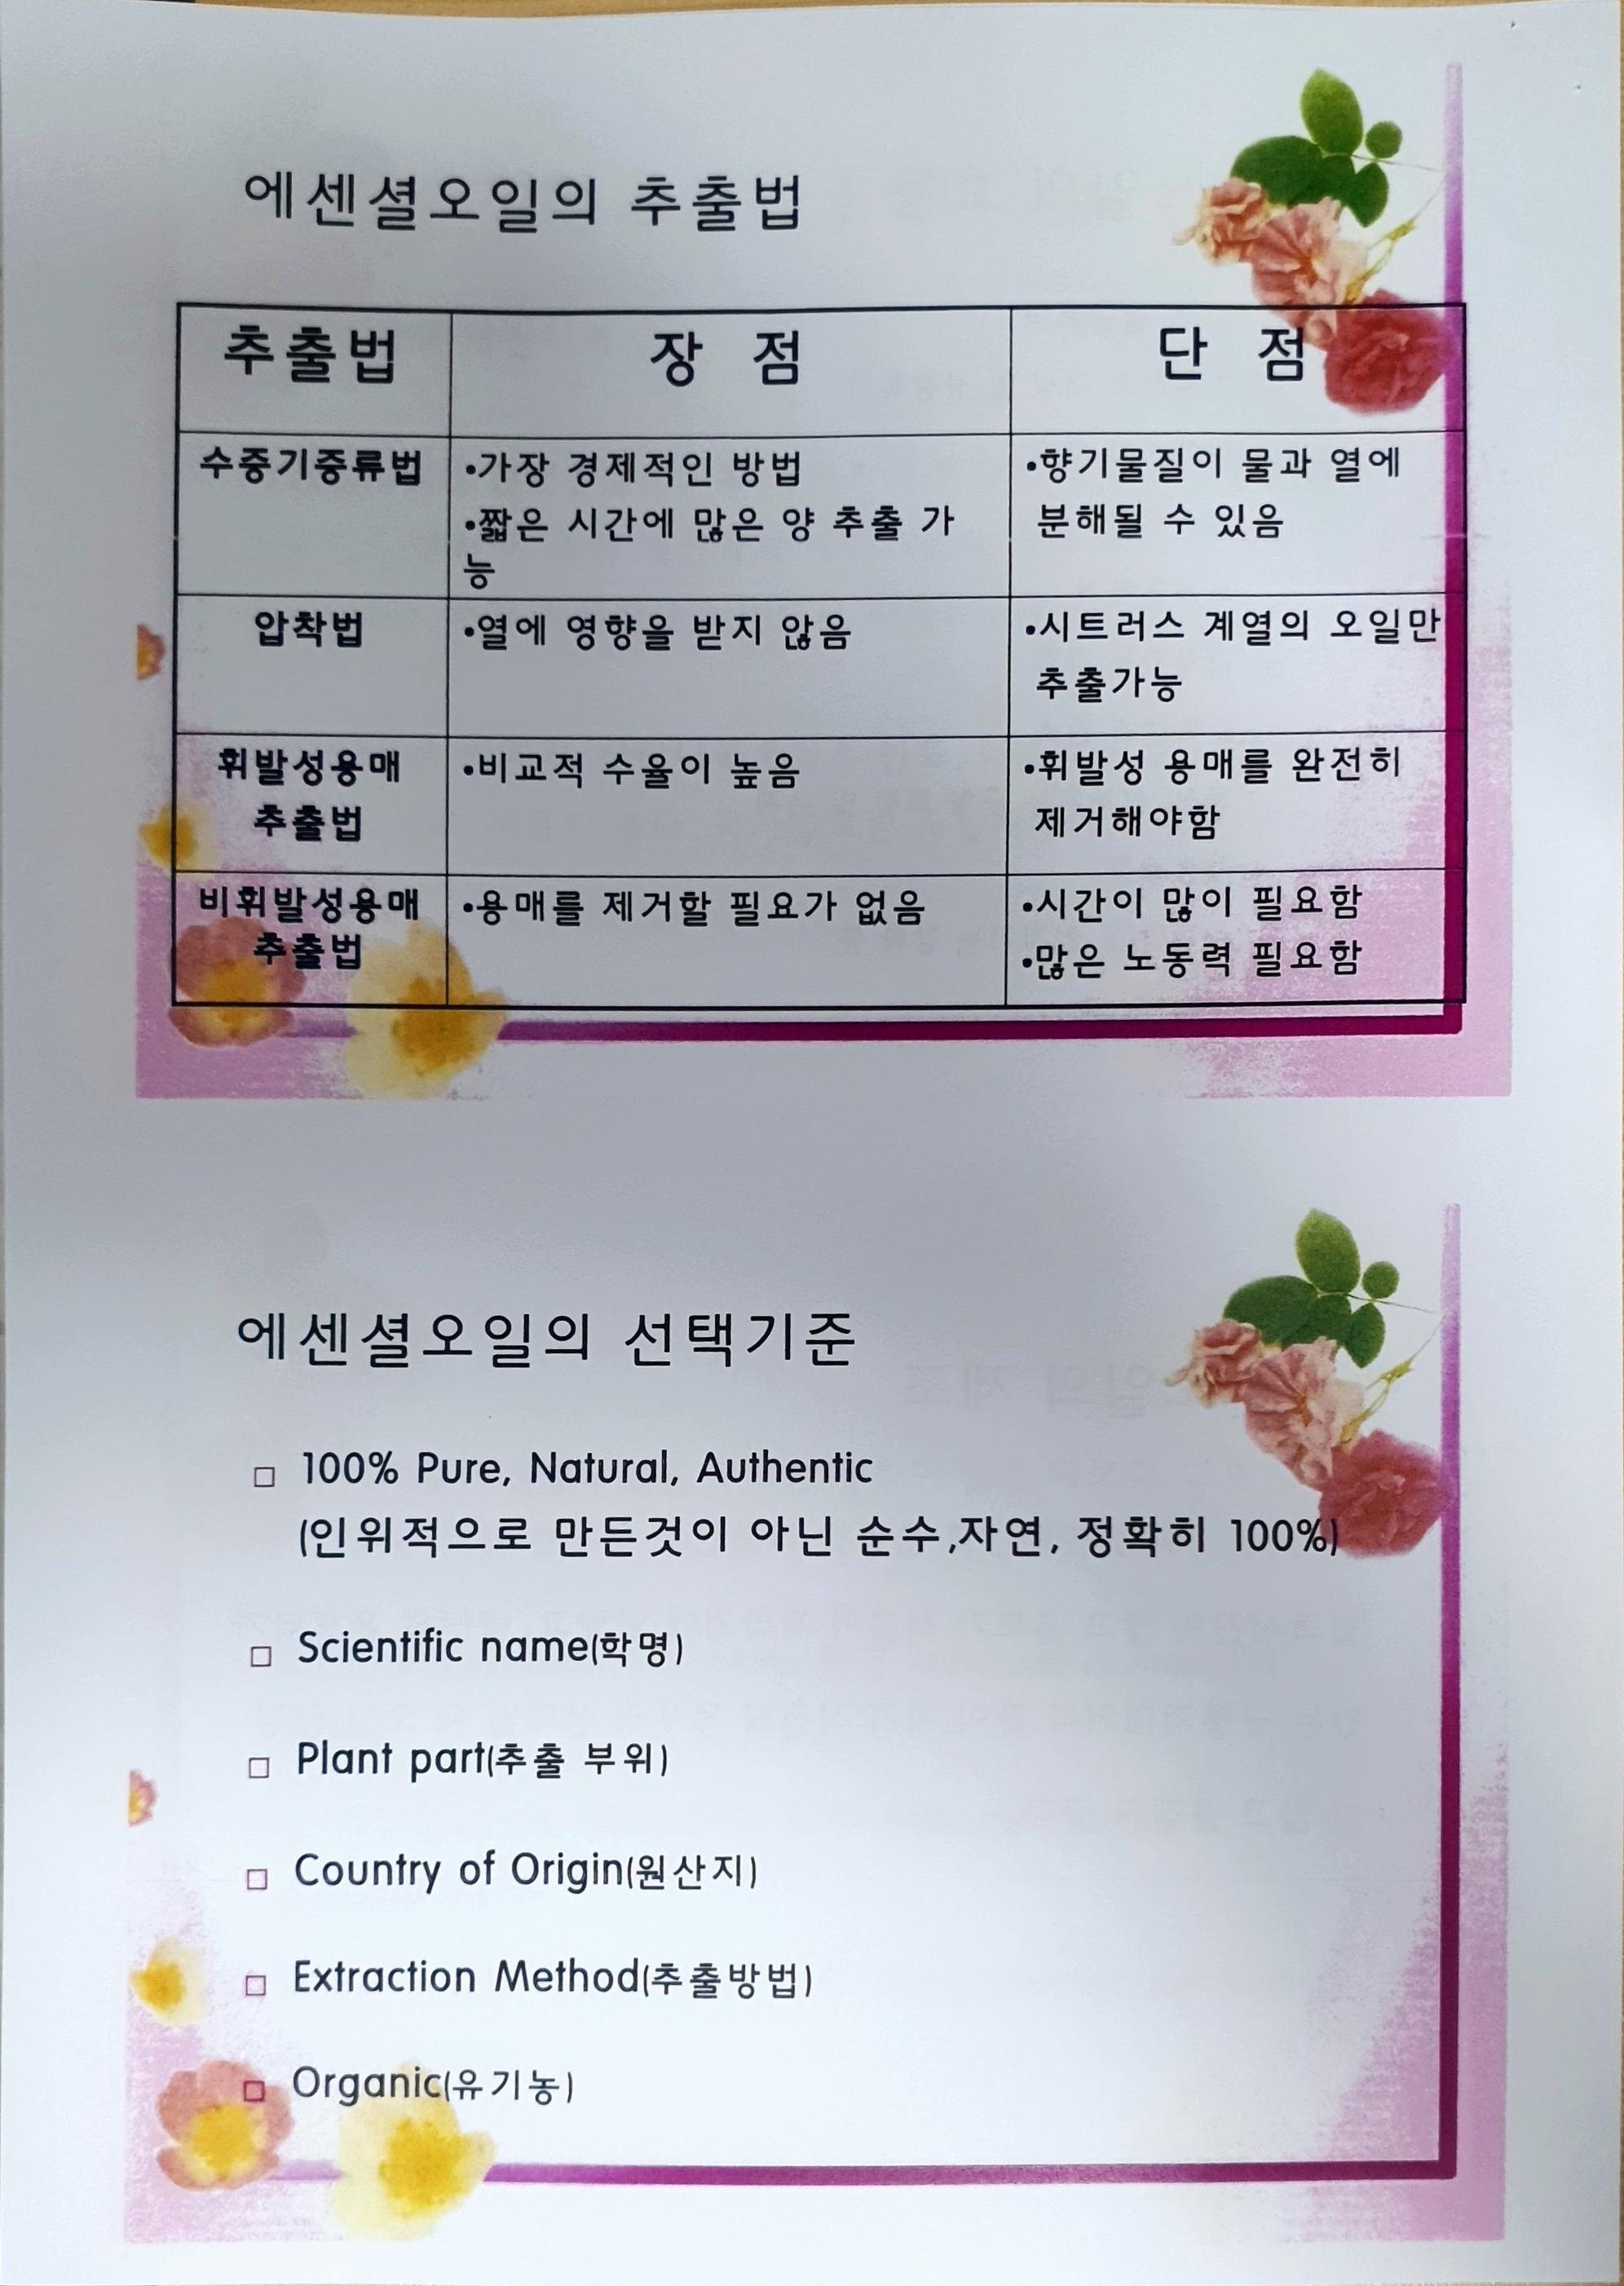 에센셜오일의 추출법
추출법
장 점
단 점
수중기증류법
•가장 경제적인 방법
•짧은 시간에 많은 양 추출 가
능
•향기물질이 물과 열에
분해될 수 있음
압착법
•열에 영향을 받지 않음
•시트러스 계열의 오일만
추출가능
휘발성용매
추출법
•비교적 수율이 높음
•휘발성 용매를 완전히
제거해야함
비휘발성용매
추출법
•용매를 제거할 필요가 없음
•시간이 많이 필요함
•많은 노동력 필요함
에센셜오일의 선택기준
□ 100% Pure, Natural, Authentic
(인위적으로 만든것이 아닌 순수,자연, 정확히 100%)
□ Scientific name(학명)
□ Plant part(추출 부위)
□ Country of Origin(원산지)
□ Extraction Method(추출방법)
□ Organic(유기농)